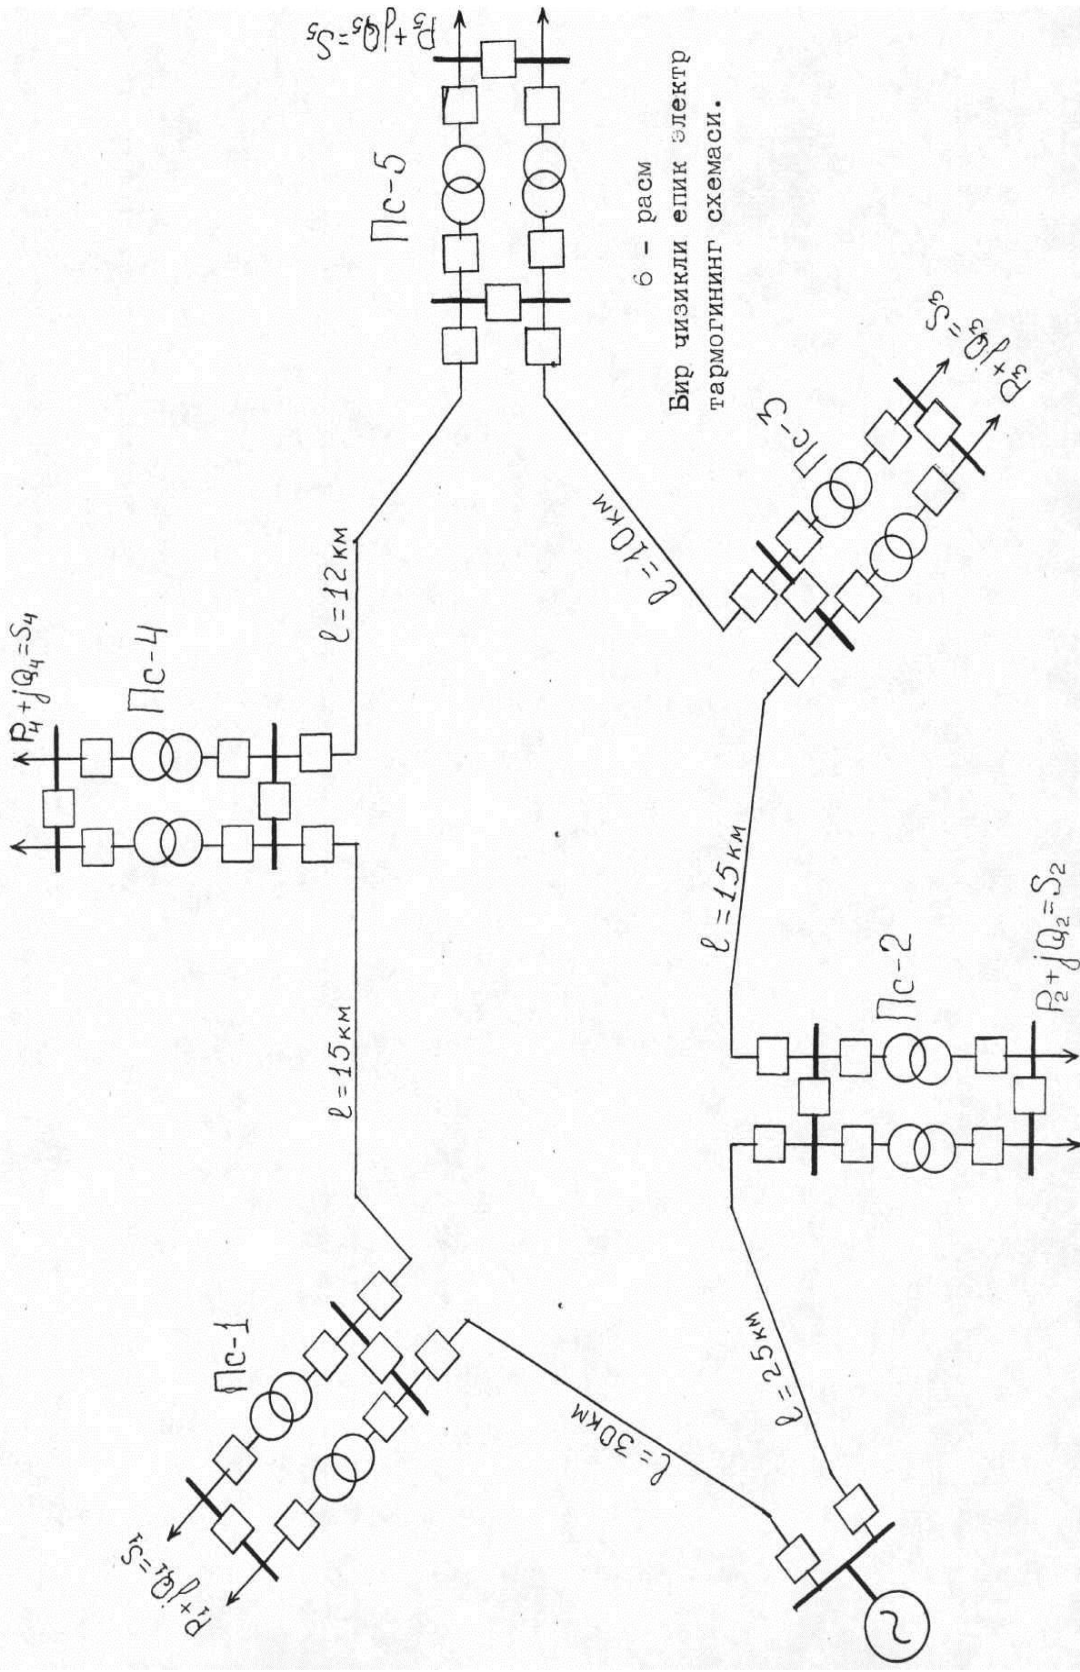 P₅+jQ₅=S₅
Пс-5
6 - расм
Бир чизикли епик электр
тармогининг схемаси.
P₄+jQ₄=S₄
Пс-4
ℓ=12км
ℓ=10км
Пс-3
P₃+jQ₃=S₃
ℓ=15км
ℓ=15км
Пс-2
P₂+jQ₂=S₂
Пс-1
P₁+jQ₁=S₁
ℓ=30км
ℓ=25км